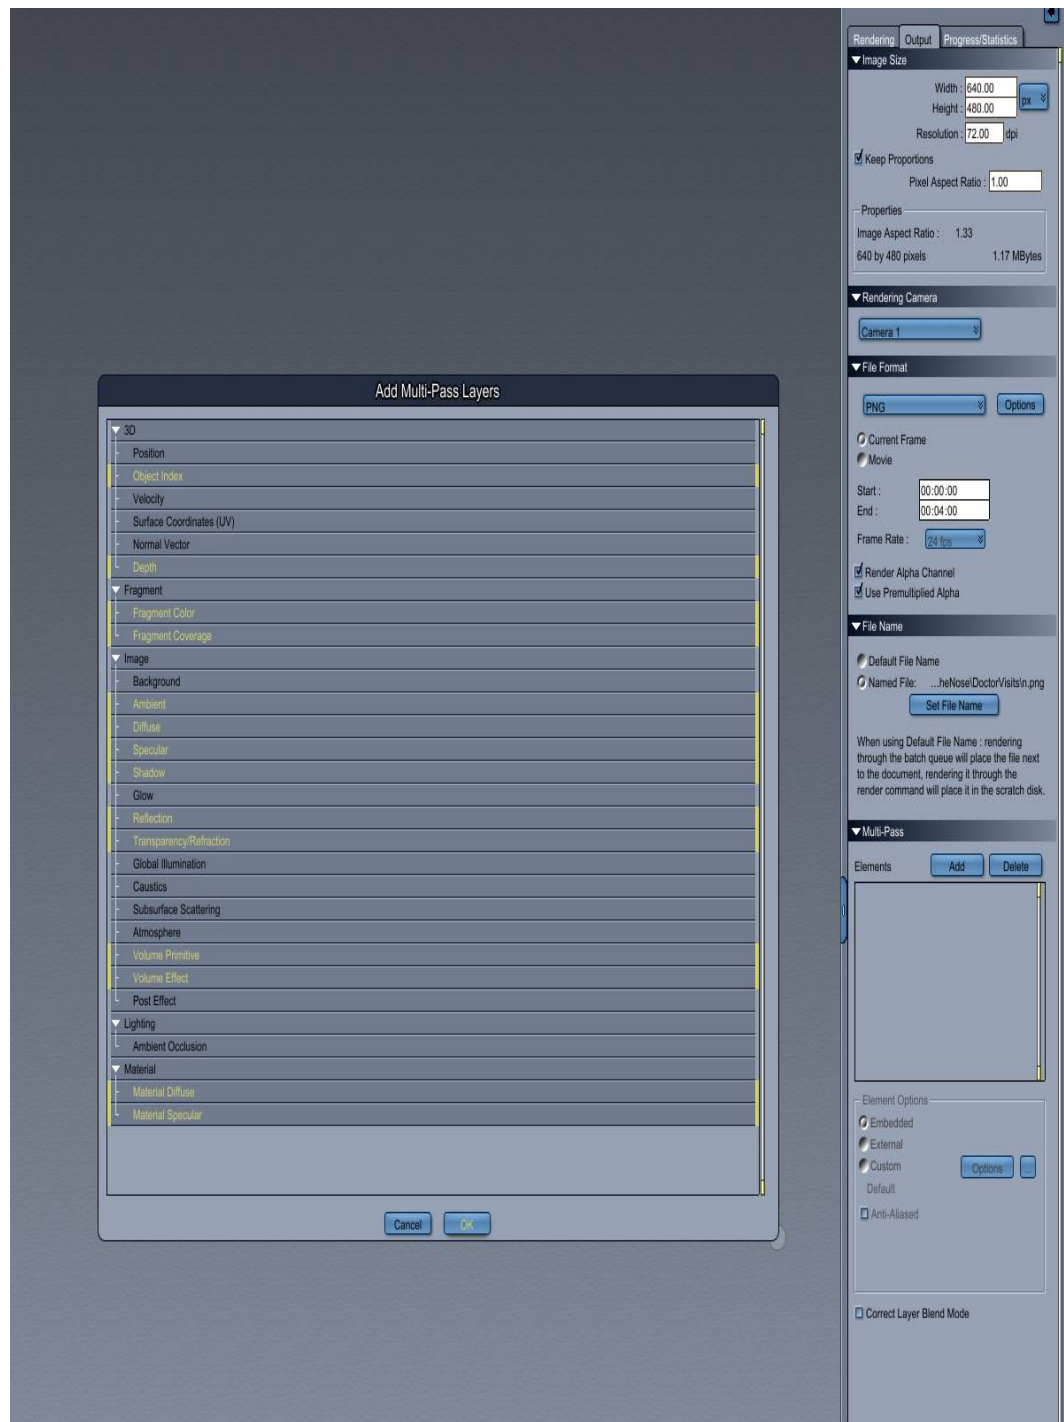 Add Multi-Pass Layers
3D
Position
Object Index
Velocity
Surface Coordinates (UV)
Normal Vector
Depth
Fragment
Fragment Color
Fragment Coverage
Image
Background
Ambient
Diffuse
Specular
Shadow
Glow
Reflection
Transparency/Refraction
Global Illumination
Caustics
Subsurface Scattering
Atmosphere
Volume Primitive
Volume Effect
Post Effect
Lighting
Ambient Occlusion
Material
Material Diffuse
Material Specular
Cancel OK
Rendering Output Progress/Statistics
Image Size
Width : 640.00
px
Height : 480.00
Resolution : 72.00 dpi
Keep Proportions
Pixel Aspect Ratio : 1.00
Properties
Image Aspect Ratio : 1.33
640 by 480 pixels 1.17 MBytes
Rendering Camera
Camera 1
File Format
PNG Options
Current Frame
Movie
Start : 00:00:00
End : 00:04:00
Frame Rate : 24 fps
Render Alpha Channel
Use Premultiplied Alpha
File Name
Default File Name
Named File: ...heNose\DoctorVisits\n.png
Set File Name
When using Default File Name : rendering
through the batch queue will place the file next
to the document, rendering it through the
render command will place it in the scratch disk.
Multi-Pass
Elements Add Delete
Element Options
Embedded
External
Custom Options ...
Default
Anti-Aliased
Correct Layer Blend Mode